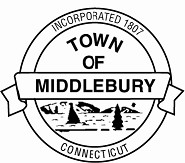 INCORPORATED 1807
TOWN
OF
MIDDLEBURY
CONNECTICUT